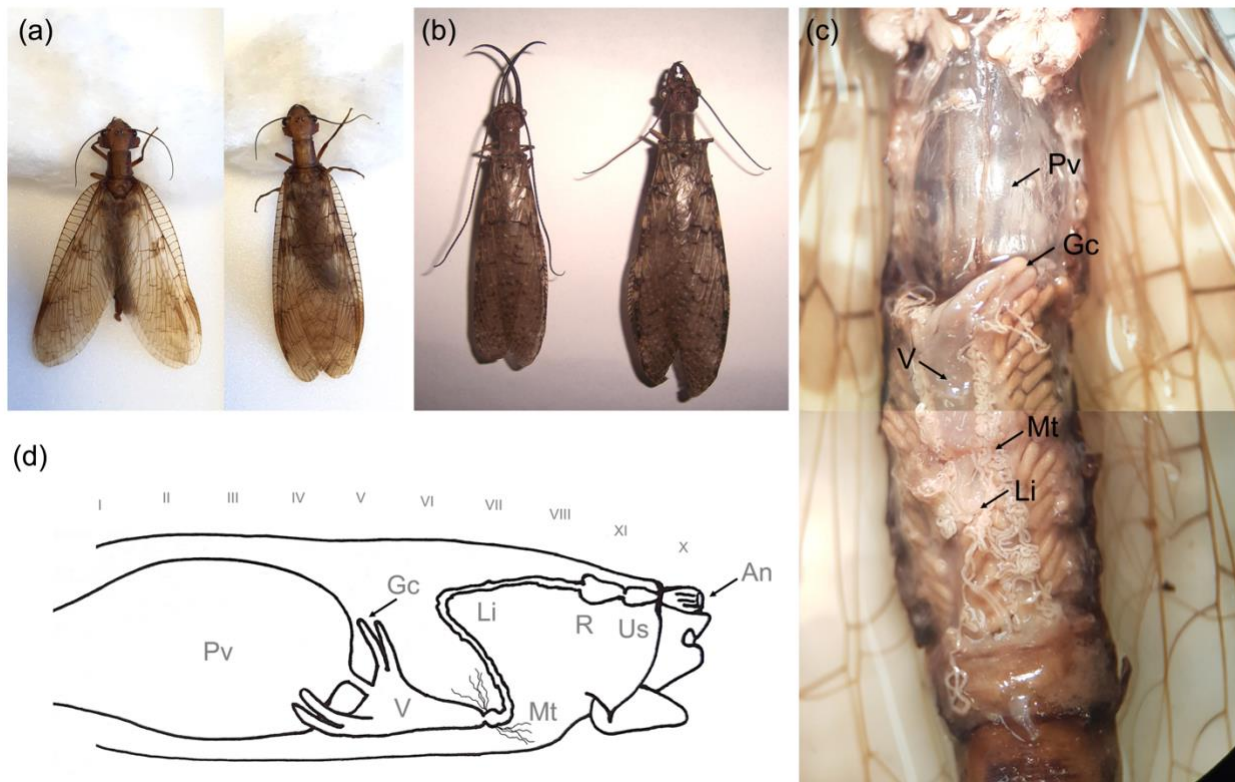 (a)
(b)
(c)
Pv
Gc
V
Mt
Li
(d)
I II III IV V VI VII VIII XI X
Gc
An
Li
R Us
Pv
V
Mt